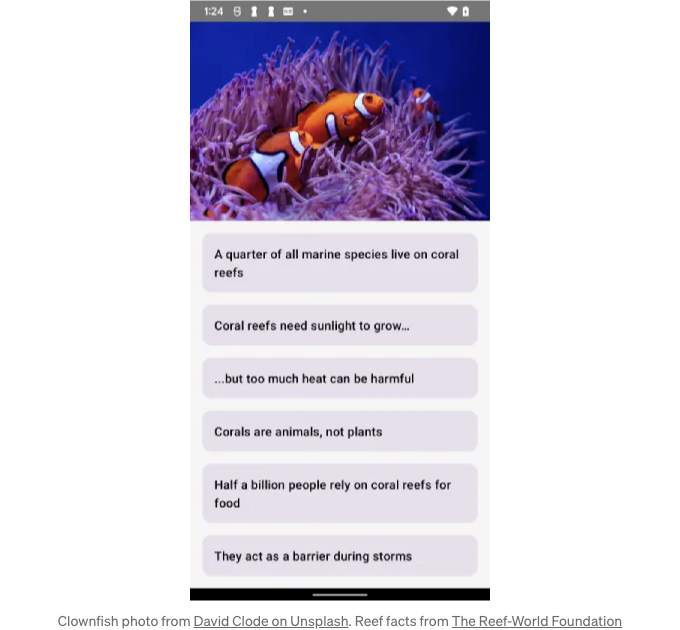 1:24
A quarter of all marine species live on coral
reefs
Coral reefs need sunlight to grow...
...but too much heat can be harmful
Corals are animals, not plants
Half a billion people rely on coral reefs for
food
They act as a barrier during storms
Clownfish photo from David Clode on Unsplash. Reef facts from The Reef-World Foundation